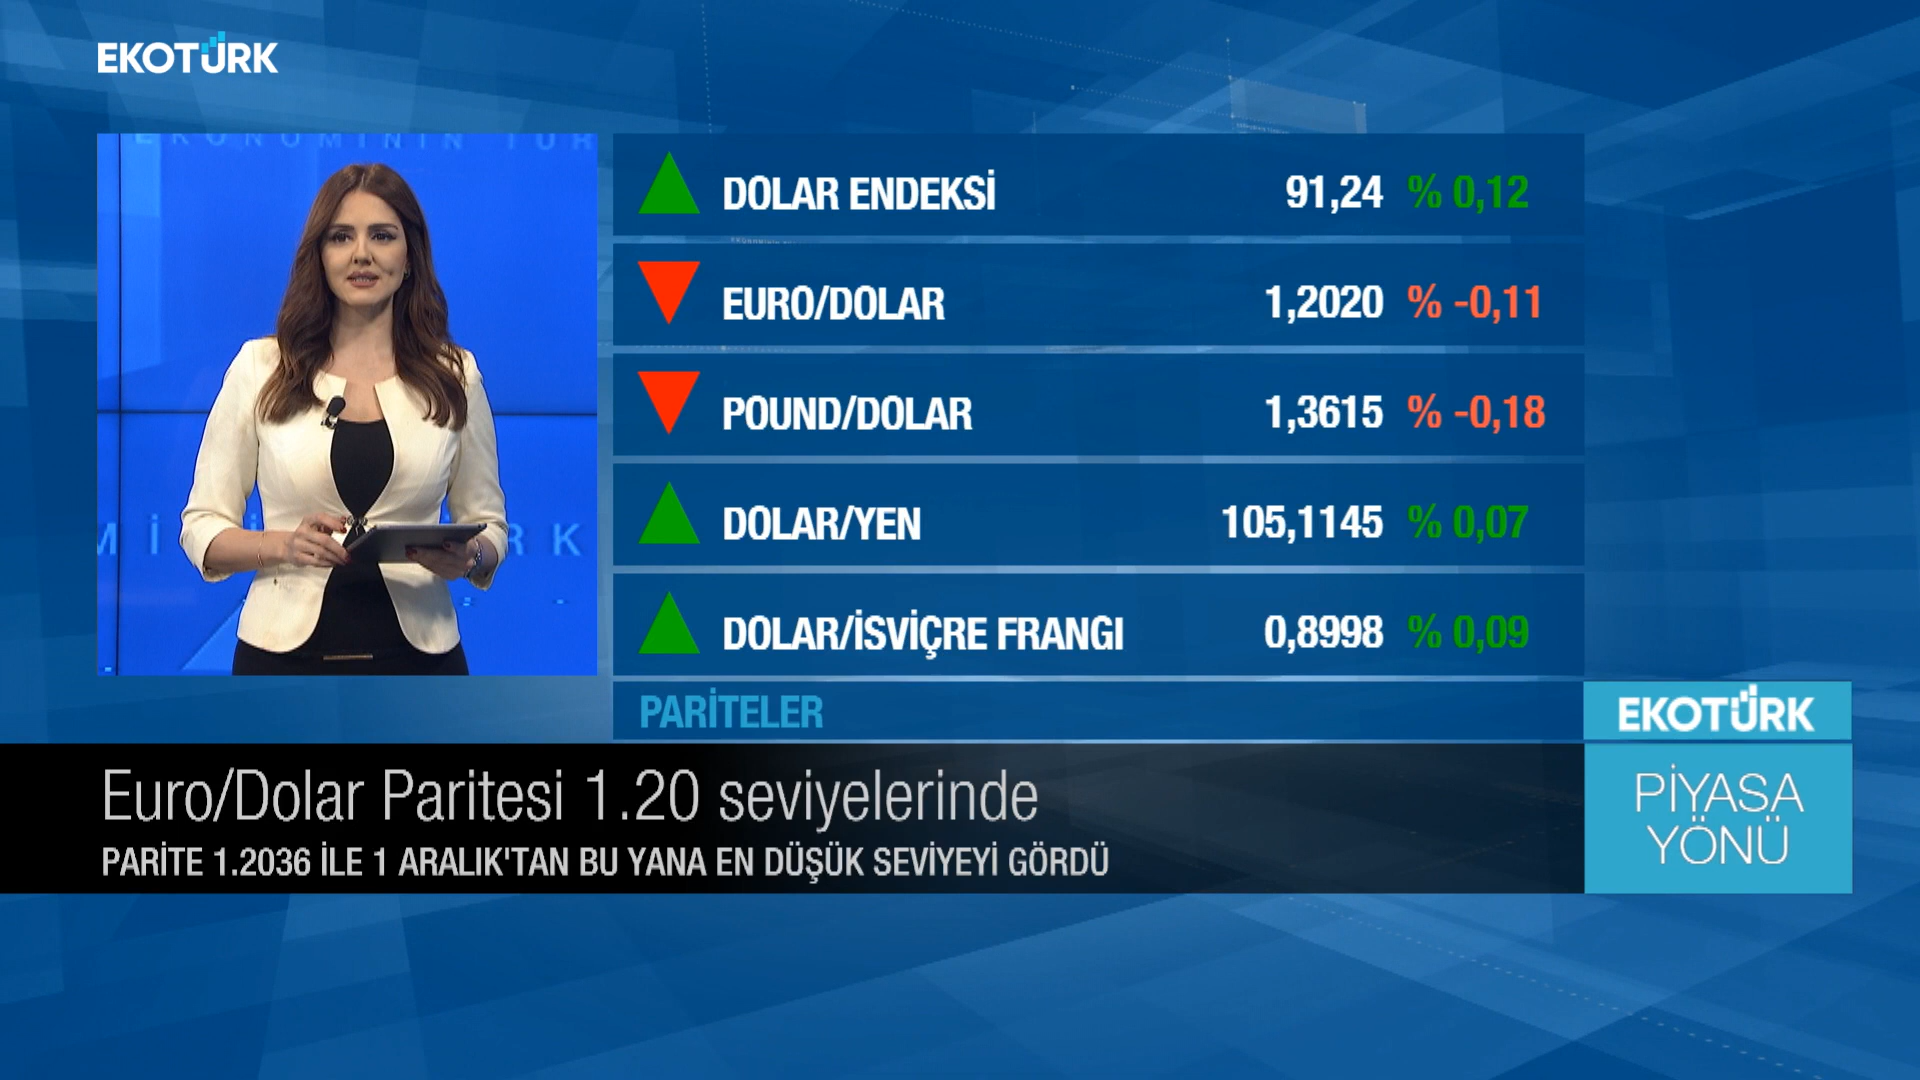 EKOTÜRK
EKONOMİNİN TÜR
DOLAR ENDEKSİ 91,24 % 0,12
EURO/DOLAR 1,2020 % -0,11
POUND/DOLAR 1,3615 % -0,18
DOLAR/YEN 105,1145 % 0,07
DOLAR/İSVİÇRE FRANGI 0,8998 % 0,09
PARİTELER
EKOTÜRK
Euro/Dolar Paritesi 1.20 seviyelerinde
PARİTE 1.2036 İLE 1 ARALIK'TAN BU YANA EN DÜŞÜK SEVİYEYİ GÖRDÜ
PİYASA
YÖNÜ